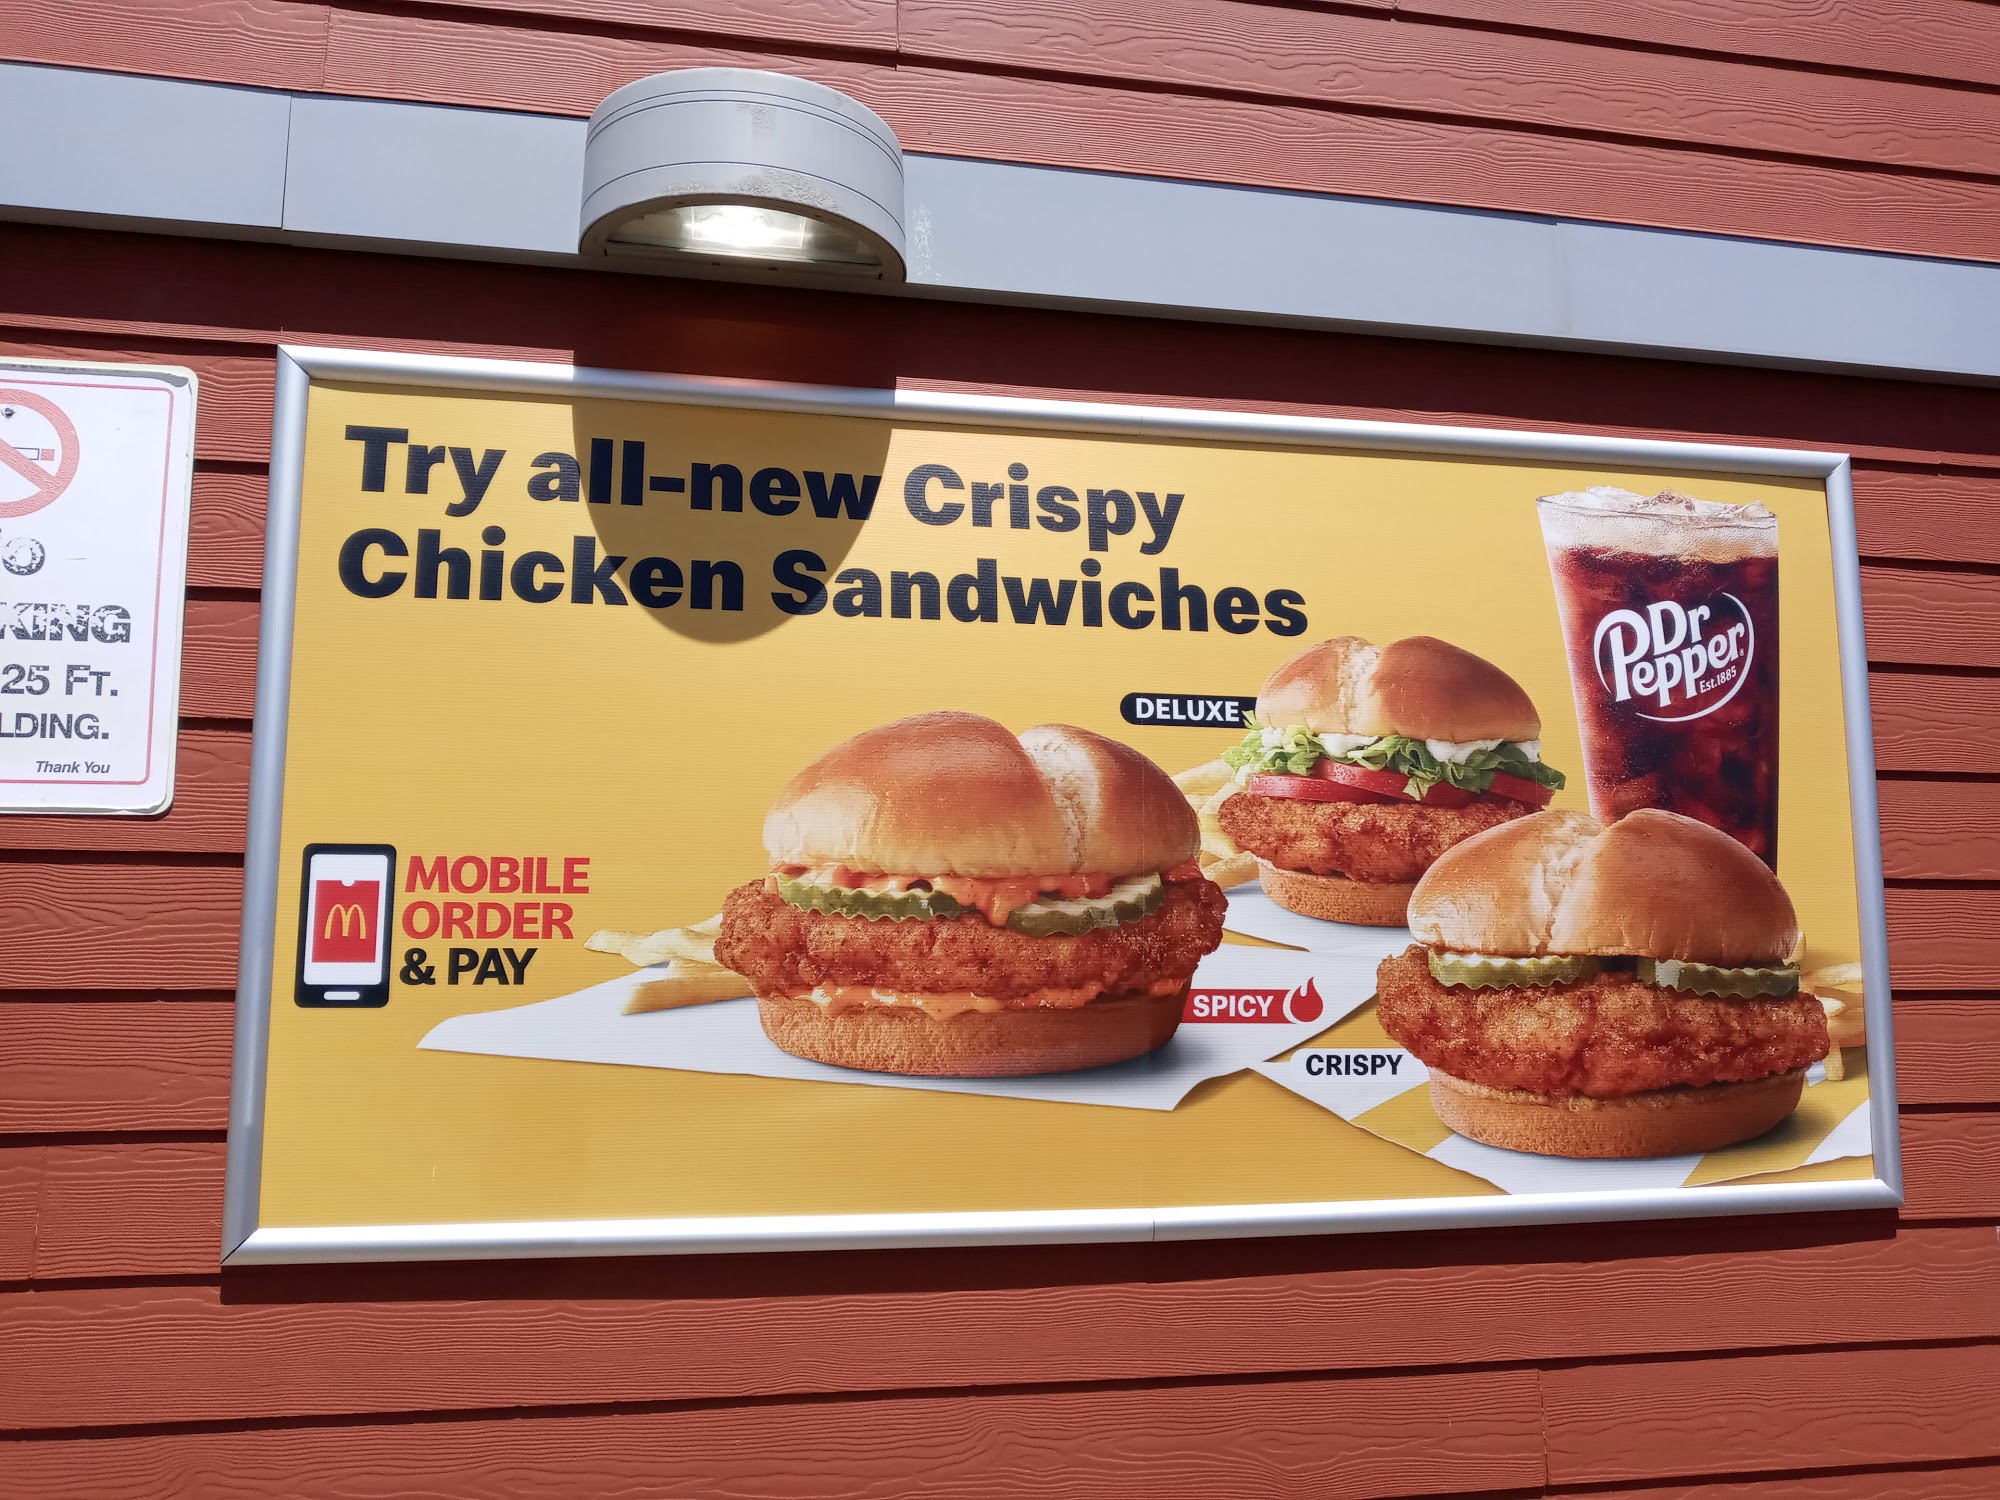 Try all-new Crispy
Chicken Sandwiches
DELUXE
Dr
Pepper
Est.1885
MOBILE
ORDER
& PAY
SPICY
CRISPY
25 FT.
Thank You